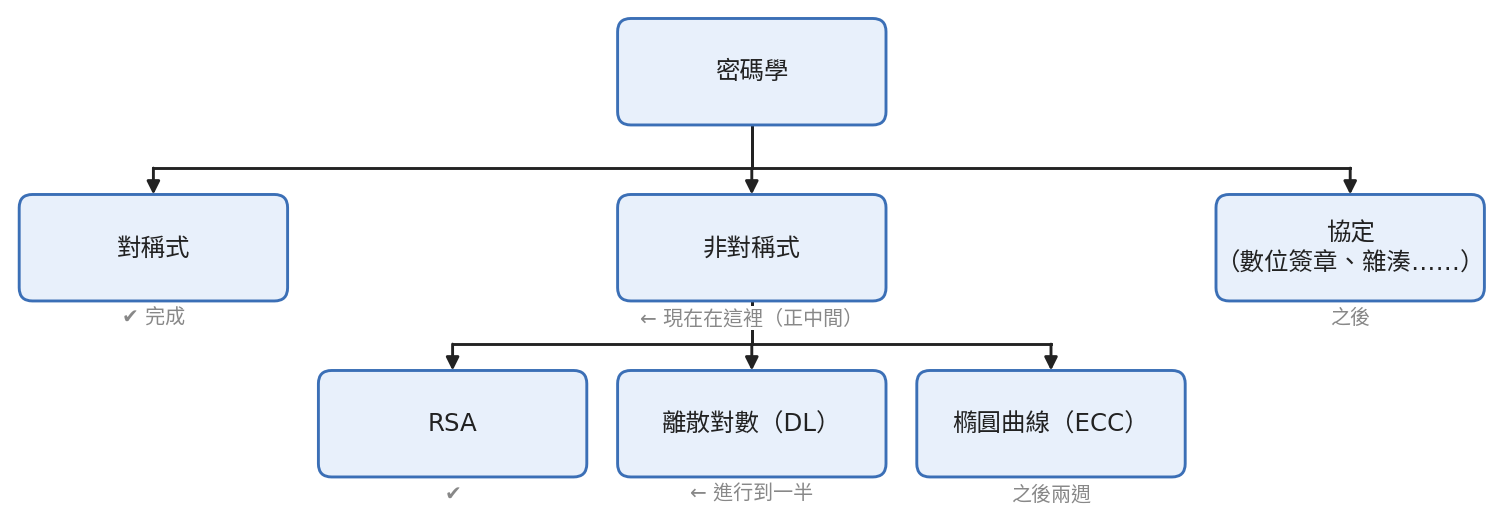 密碼學
對稱式
非對稱式
協定
（數位簽章、雜湊……）
✔ 完成
← 現在在這裡（正中間）
之後
RSA
離散對數（DL）
橢圓曲線（ECC）
✔
← 進行到一半
之後兩週